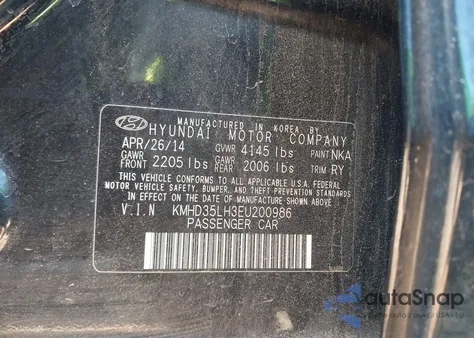 MANUFACTURED IN KOREA BY
HYUNDAI MOTOR COMPANY
APR/26/14 GVWR 4145 lbs PAINT NKA
GAWR FRONT 2205 lbs GAWR REAR 2006 lbs TRIM RY
THIS VEHICLE CONFORMS TO ALL APPLICABLE U.S.A. FEDERAL
MOTOR VEHICLE SAFETY, BUMPER, AND THEFT PREVENTION STANDARDS
IN EFFECT ON THE DATE OF MANUFACTURE SHOWN ABOVE.
V.I.N KMHD35LH3EU200986
PASSENGER CAR
autoSnap